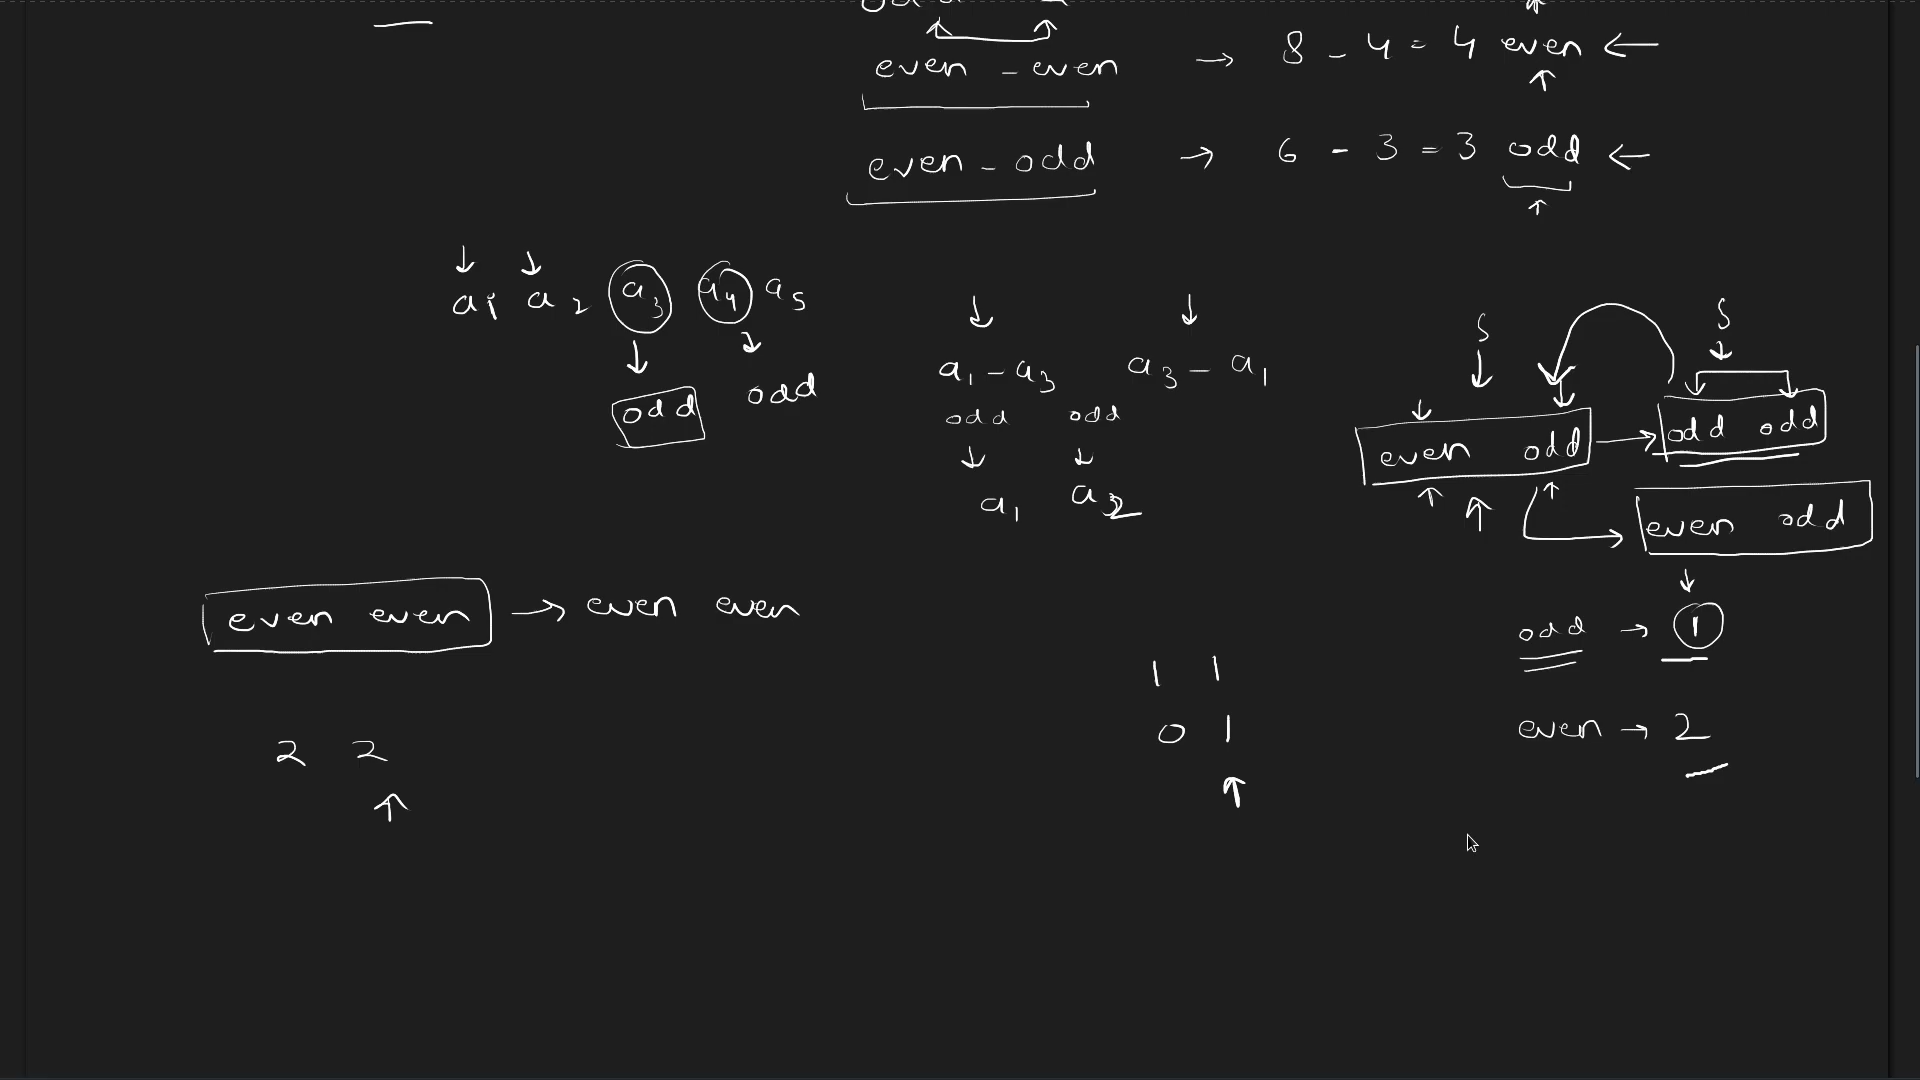 even - even → 8 - 4 = 4 even ←
even - odd → 6 - 3 = 3 odd ←
a1 a2 a3 a4 a5
odd odd
a1 - a3 a3 - a1
odd odd
a1
S S
even odd → odd odd
even odd
even even → even even
odd → 1
even → 2
1 1
0 1
2 2